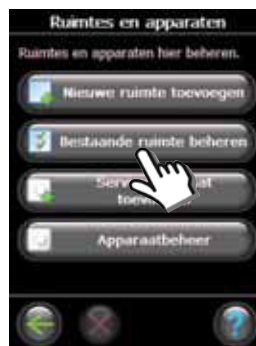 Ruimtes en apparaten
Ruimtes en apparaten hier beheren.
Nieuwe ruimte toevoegen
Bestaande ruimte beheren
Apparaatbeheer